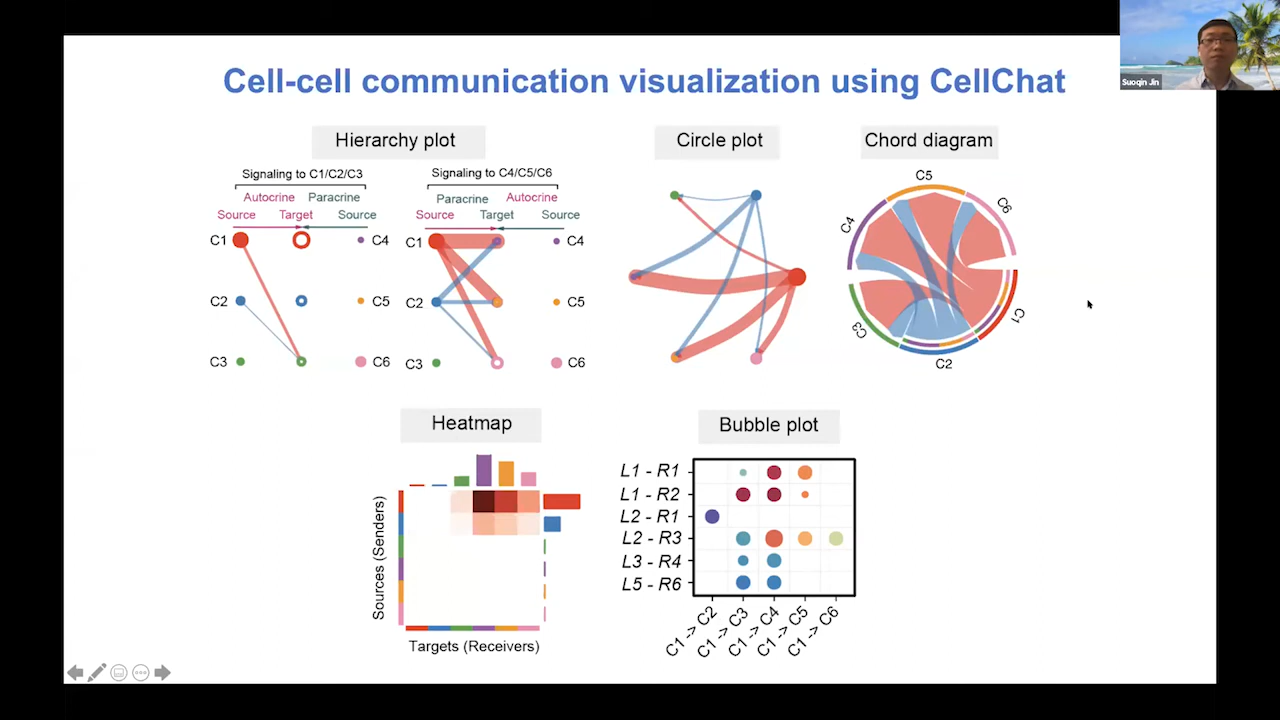 Cell-cell communication visualization using CellChat
Suoqin Jin
Hierarchy plot
Signaling to C1/C2/C3
Autocrine Paracrine
Source Target Source
C1 C4
C2 C5
C3 C6
Signaling to C4/C5/C6
Paracrine Autocrine
Source Target Source
C1 C4
C2 C5
C3 C6
Circle plot
Chord diagram
C5
C6
C4
C1
C3
C2
Heatmap
Sources (Senders)
Targets (Receivers)
Bubble plot
L1 - R1
L1 - R2
L2 - R1
L2 - R3
L3 - R4
L5 - R6
C1 -> C2
C1 -> C3
C1 -> C4
C1 -> C5
C1 -> C6